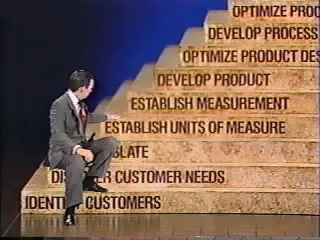 OPTIMIZE PROC
DEVELOP PROCESS
OPTIMIZE PRODUCT DES
DEVELOP PRODUCT
ESTABLISH MEASUREMENT
ESTABLISH UNITS OF MEASURE
SLATE
CUSTOMER NEEDS
IDENTI CUSTOMERS